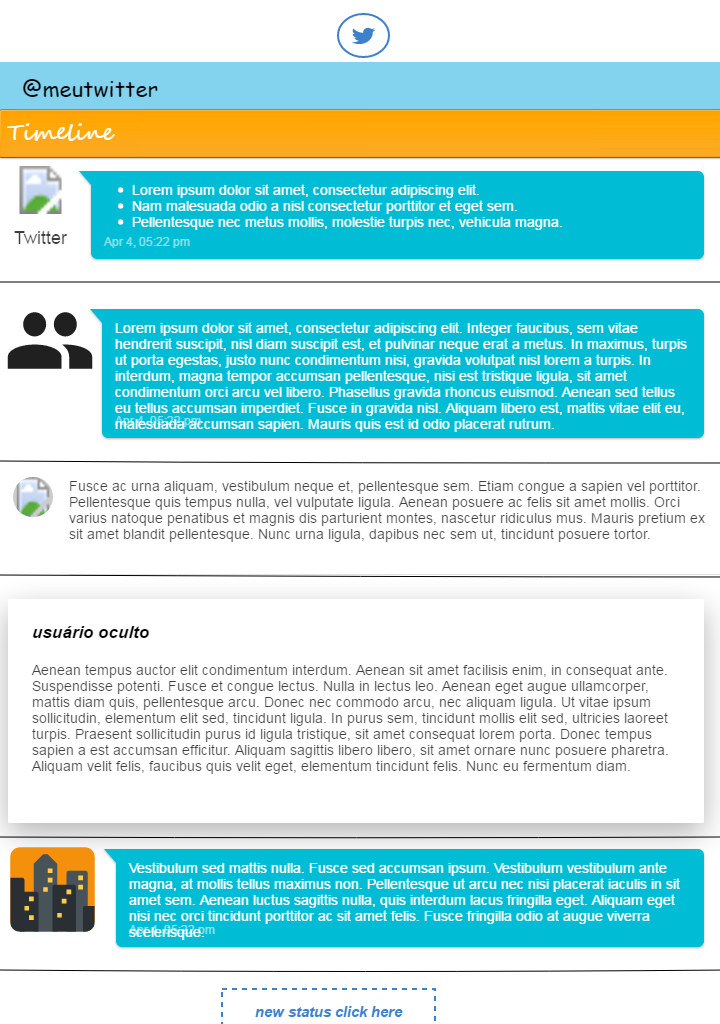 @meutwitter
Timeline
Twitter
Lorem ipsum dolor sit amet, consectetur adipiscing elit.
Nam malesuada odio a nisl consectetur porttitor et eget sem.
Pellentesque nec metus mollis, molestie turpis nec, vehicula magna.
Apr 4, 05:22 pm
Lorem ipsum dolor sit amet, consectetur adipiscing elit. Integer faucibus, sem vitae
hendrerit suscipit, nisl diam suscipit est, et pulvinar neque erat a metus. In maximus, turpis
ut porta egestas, justo nunc condimentum nisi, gravida volutpat nisl lorem a turpis. In
interdum, magna tempor accumsan pellentesque, nisi est tristique ligula, sit amet
condimentum orci arcu vel libero. Phasellus gravida rhoncus euismod. Aenean sed tellus
eu tellus accumsan imperdiet. Fusce in gravida nisl. Aliquam libero est, mattis vitae elit eu,
Apr 4, 05:22 pm
malesuada accumsan sapien. Mauris quis est id odio placerat rutrum.
Fusce ac urna aliquam, vestibulum neque et, pellentesque sem. Etiam congue a sapien vel porttitor.
Pellentesque quis tempus nulla, vel vulputate ligula. Aenean posuere ac felis sit amet mollis. Orci
varius natoque penatibus et magnis dis parturient montes, nascetur ridiculus mus. Mauris pretium ex
sit amet blandit pellentesque. Nunc urna ligula, dapibus nec sem ut, tincidunt posuere tortor.
usuário oculto
Aenean tempus auctor elit condimentum interdum. Aenean sit amet facilisis enim, in consequat ante.
Suspendisse potenti. Fusce et congue lectus. Nulla in lectus leo. Aenean eget augue ullamcorper,
mattis diam quis, pellentesque arcu. Donec nec commodo arcu, nec aliquam ligula. Ut vitae ipsum
sollicitudin, elementum elit sed, tincidunt ligula. In purus sem, tincidunt mollis elit sed, ultricies laoreet
turpis. Praesent sollicitudin purus id ligula tristique, sit amet consequat lorem porta. Donec tempus
sapien a est accumsan efficitur. Aliquam sagittis libero libero, sit amet ornare nunc posuere pharetra.
Aliquam velit felis, faucibus quis velit eget, elementum tincidunt felis. Nunc eu fermentum diam.
Vestibulum sed mattis nulla. Fusce sed accumsan ipsum. Vestibulum vestibulum ante
magna, at mollis tellus maximus non. Pellentesque ut arcu nec nisi placerat iaculis in sit
amet sem. Aenean luctus sagittis nulla, quis interdum lacus fringilla eget. Aliquam eget
nisi nec orci tincidunt porttitor ac sit amet felis. Fusce fringilla odio at augue viverra
Apr 4, 05:22 pm
scelerisque.
new status click here